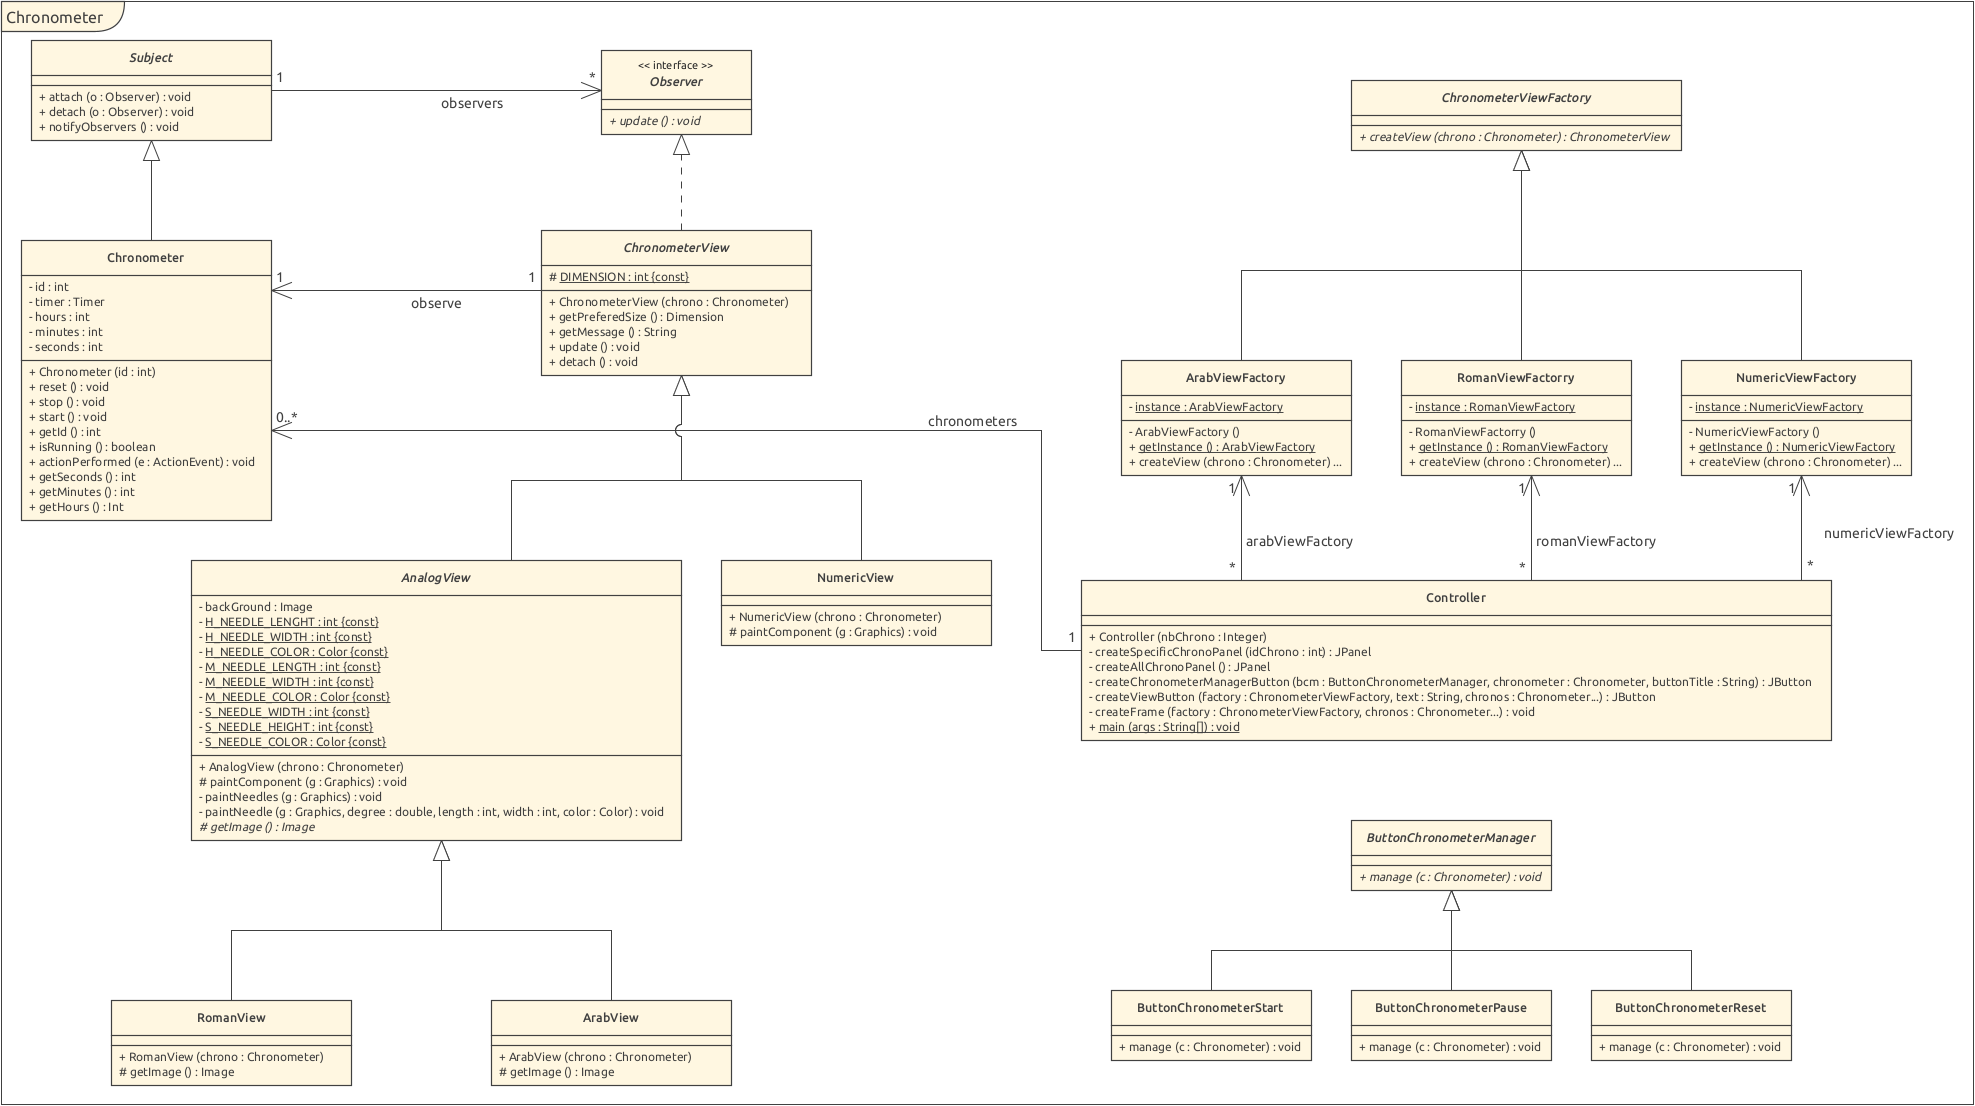 Chronometer
Subject
+ attach (o : Observer) : void
+ detach (o : Observer) : void
+ notifyObservers () : void
1
*
observers
<< interface >>
Observer
+ update () : void
ChronometerViewFactory
+ createView (chrono : Chronometer) : ChronometerView
Chronometer
- id : int
- timer : Timer
- hours : int
- minutes : int
- seconds : int
+ Chronometer (id : int)
+ reset () : void
+ stop () : void
+ start () : void
+ getId () : int
+ isRunning () : boolean
+ actionPerformed (e : ActionEvent) : void
+ getSeconds () : int
+ getMinutes () : int
+ getHours () : Int
1
1
observe
ChronometerView
# DIMENSION : int {const}
+ ChronometerView (chrono : Chronometer)
+ getPreferedSize () : Dimension
+ getMessage () : String
+ update () : void
+ detach () : void
0..*
chronometers
1
ArabViewFactory
- instance : ArabViewFactory
- ArabViewFactory ()
+ getInstance () : ArabViewFactory
+ createView (chrono : Chronometer) ...
RomanViewFactorry
- instance : RomanViewFactory
- RomanViewFactorry ()
+ getInstance () : RomanViewFactory
+ createView (chrono : Chronometer) ...
NumericViewFactory
- instance : NumericViewFactory
- NumericViewFactory ()
+ getInstance () : NumericViewFactory
+ createView (chrono : Chronometer) ...
1
1
1
arabViewFactory
romanViewFactory
numericViewFactory
*
*
*
Controller
+ Controller (nbChrono : Integer)
- createSpecificChronoPanel (idChrono : int) : JPanel
- createAllChronoPanel () : JPanel
- createChronometerManagerButton (bcm : ButtonChronometerManager, chronometer : Chronometer, buttonTitle : String) : JButton
- createViewButton (factory : ChronometerViewFactory, text : String, chronos : Chronometer...) : JButton
- createFrame (factory : ChronometerViewFactory, chronos : Chronometer...) : void
+ main (args : String[]) : void
AnalogView
- backGround : Image
- H_NEEDLE_LENGHT : int {const}
- H_NEEDLE_WIDTH : int {const}
- H_NEEDLE_COLOR : Color {const}
- M_NEEDLE_LENGTH : int {const}
- M_NEEDLE_WIDTH : int {const}
- M_NEEDLE_COLOR : Color {const}
- S_NEEDLE_WIDTH : int {const}
- S_NEEDLE_HEIGHT : int {const}
- S_NEEDLE_COLOR : Color {const}
+ AnalogView (chrono : Chronometer)
# paintComponent (g : Graphics) : void
- paintNeedles (g : Graphics) : void
- paintNeedle (g : Graphics, degree : double, length : int, width : int, color : Color) : void
# getImage () : Image
NumericView
+ NumericView (chrono : Chronometer)
# paintComponent (g : Graphics) : void
ButtonChronometerManager
+ manage (c : Chronometer) : void
RomanView
+ RomanView (chrono : Chronometer)
# getImage () : Image
ArabView
+ ArabView (chrono : Chronometer)
# getImage () : Image
ButtonChronometerStart
+ manage (c : Chronometer) : void
ButtonChronometerPause
+ manage (c : Chronometer) : void
ButtonChronometerReset
+ manage (c : Chronometer) : void